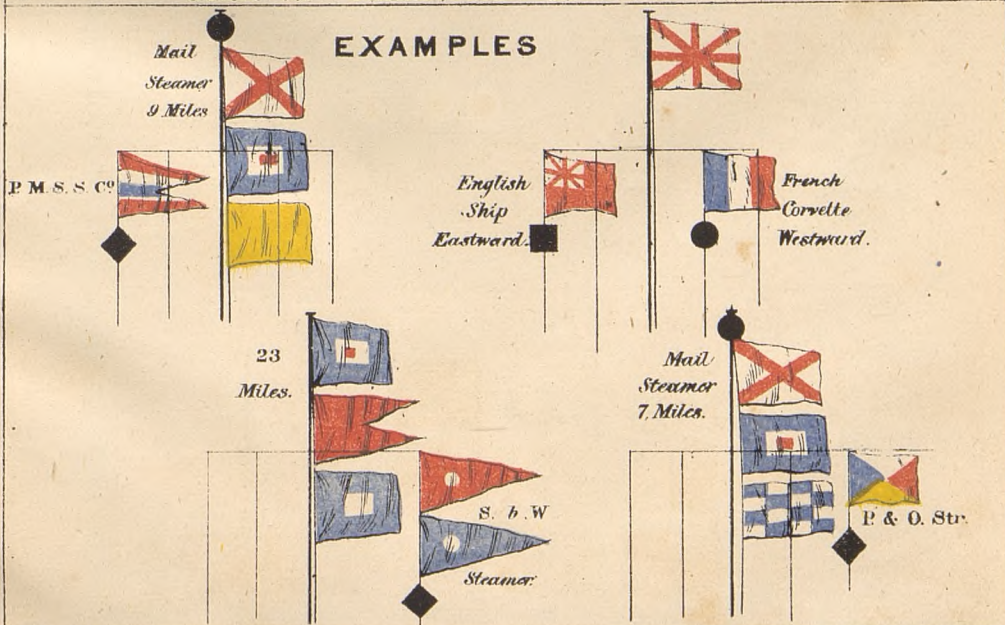 EXAMPLES
Mail
Steamer
9 Miles
P. M. S. S. Co.
English
Ship
Eastward.
French
Corvette
Westward.
23
Miles.
S. b. W
Steamer.
Mail
Steamer
7. Miles.
P. & O. Str.